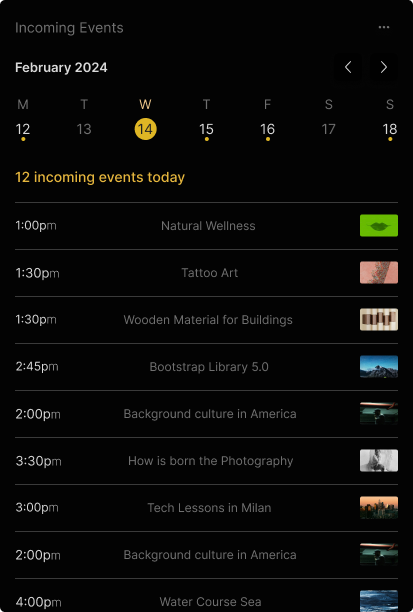 Incoming Events ...
February 2024
M T W T F S S
12 13 14 15 16 17 18
12 incoming events today
1:00pm Natural Wellness
1:30pm Tattoo Art
1:30pm Wooden Material for Buildings
2:45pm Bootstrap Library 5.0
2:00pm Background culture in America
3:30pm How is born the Photography
3:00pm Tech Lessons in Milan
2:00pm Background culture in America
4:00pm Water Course Sea